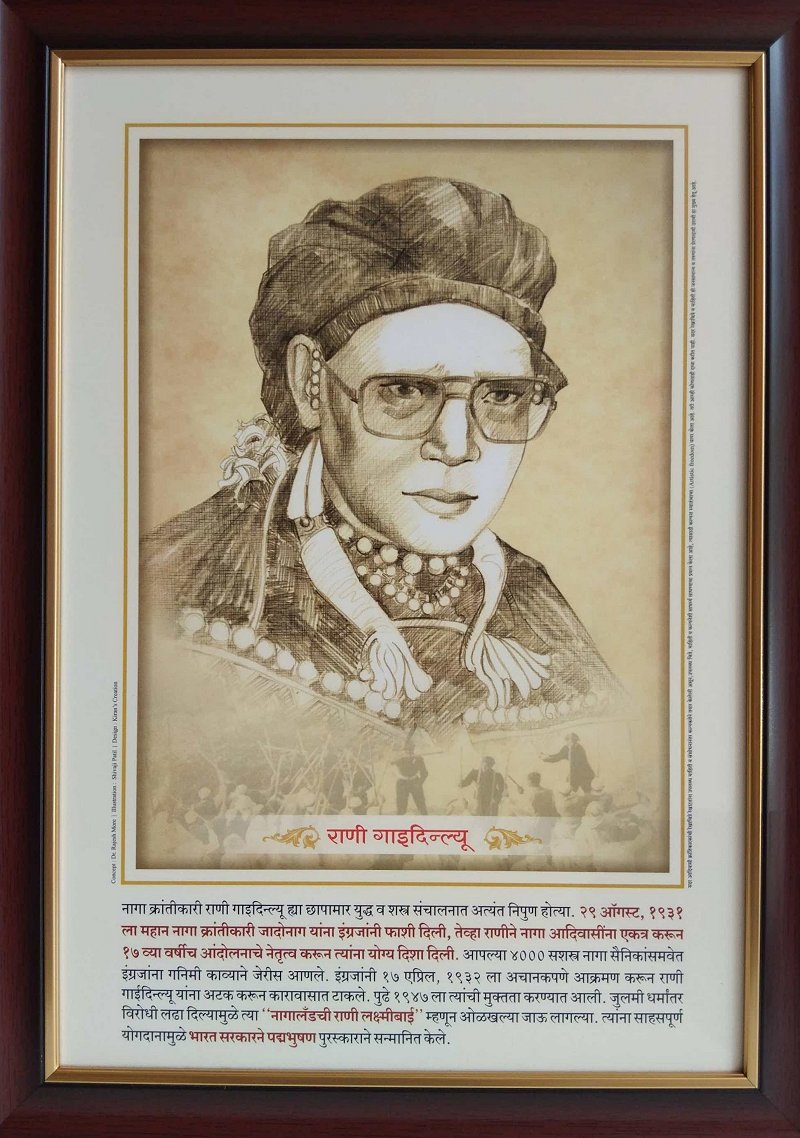 राणी गाइदिन्ल्यू
नागा क्रांतीकारी राणी गाइदिन्ल्यू ह्या छापामार युद्ध व शस्त्र संचालनात अत्यंत निपुण होत्या. २९ ऑगस्ट, १९३१
ला महान नागा क्रांतीकारी जादोनाग यांना इंग्रजांनी फाशी दिली, तेव्हा राणीने नागा आदिवासींना एकत्र करून
१७ व्या वर्षीच आंदोलनाचे नेतृत्व करून त्यांना योग्य दिशा दिली. आपल्या ४००० सशस्त्र नागा सैनिकांसमवेत
इंग्रजांना गनिमी काव्याने जेरीस आणले. इंग्रजांनी १७ एप्रिल, १९३२ ला अचानकपणे आक्रमण करून राणी
गाईदिन्ल्यू यांना अटक करून कारावासात टाकले. पुढे १९४७ ला त्यांची मुक्तता करण्यात आली. जुलमी धर्मांतर
विरोधी लढा दिल्यामुळे त्या ‘‘नागालँडची राणी लक्ष्मीबाई’’ म्हणून ओळखल्या जाऊ लागल्या. त्यांना साहसपूर्ण
योगदानामुळे भारत सरकारने पद्मभुषण पुरस्काराने सन्मानित केले.
Concept : Dr. Rajesh More | Illustration : Shivaji Patil | Design : Kiran's Creation